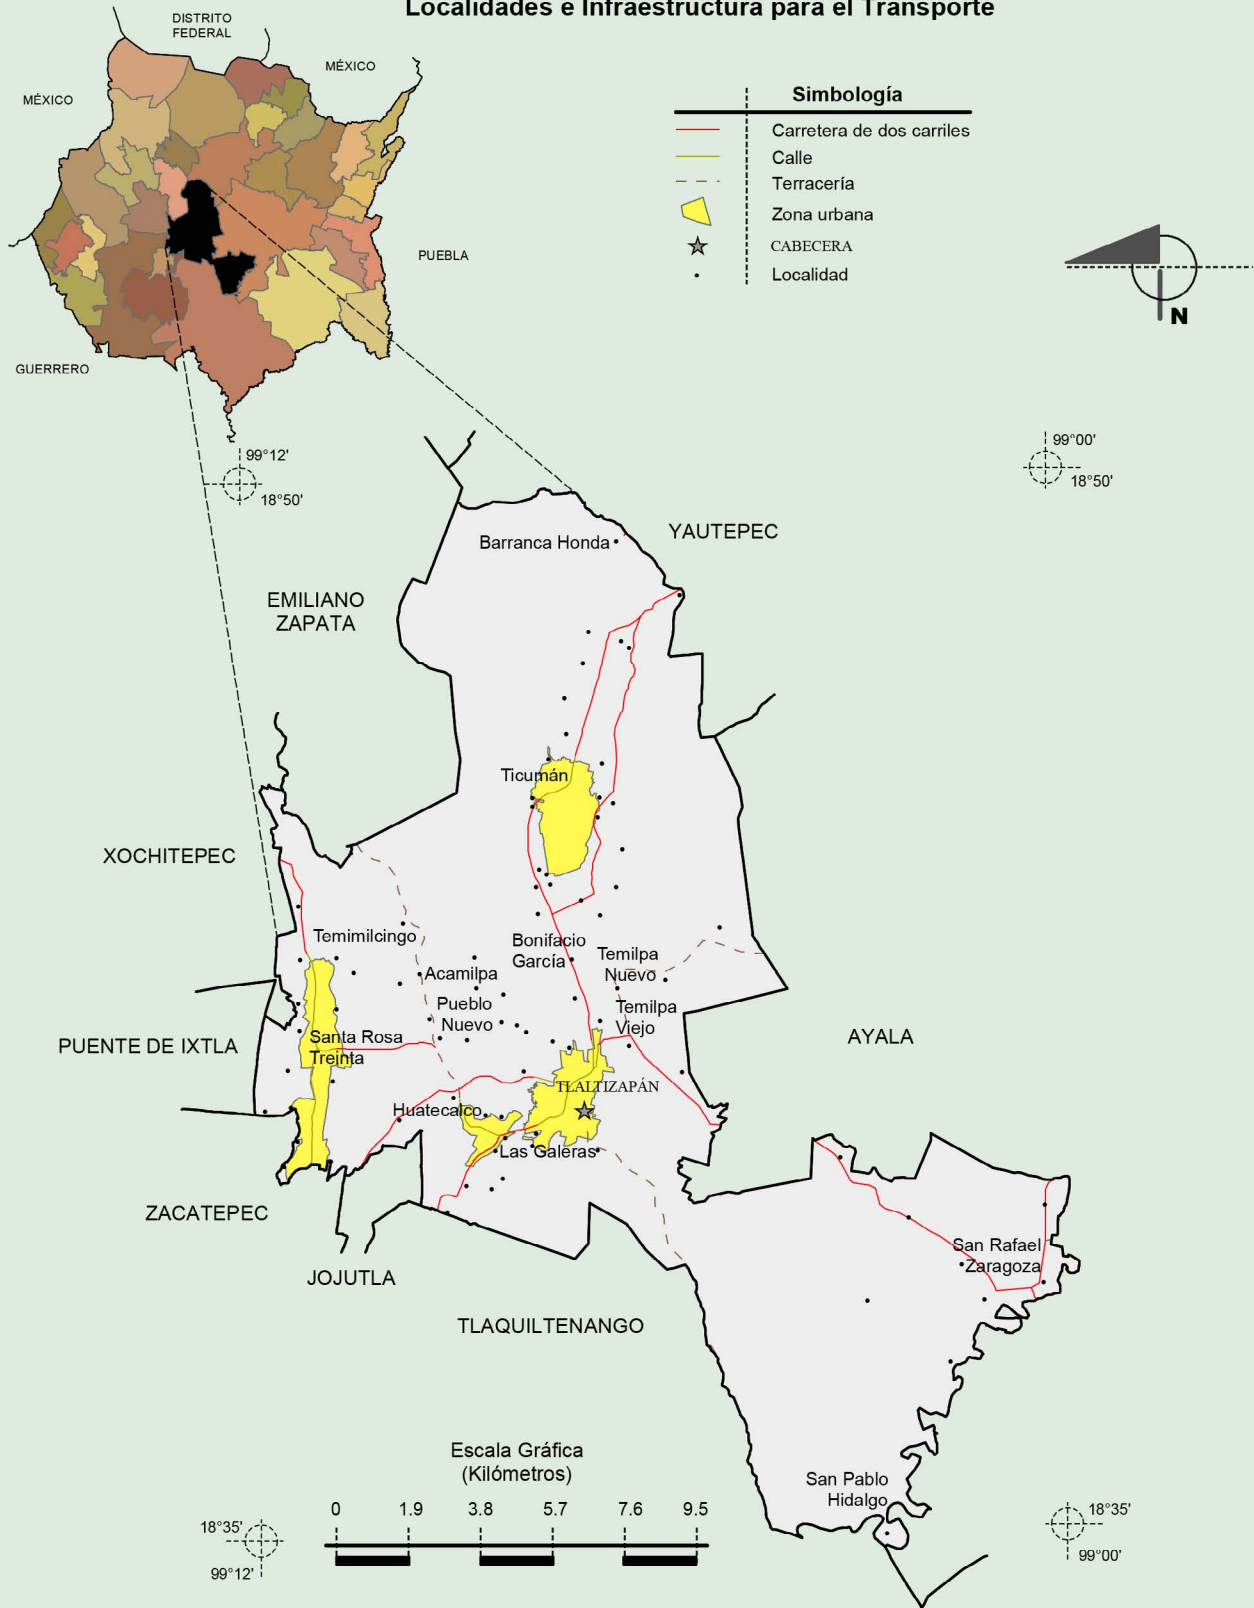 Localidades e Infraestructura para el Transporte
DISTRITO
FEDERAL
MÉXICO
MÉXICO
PUEBLA
GUERRERO
Simbología
Carretera de dos carriles
Calle
Terracería
Zona urbana
CABECERA
Localidad
N
99°12'
18°50'
99°00'
18°50'
Barranca Honda
YAUTEPEC
EMILIANO
ZAPATA
Ticumán
XOCHITEPEC
Temimilcingo
Bonifacio
García
Temilpa
Nuevo
Acamilpa
Pueblo
Nuevo
Temilpa
Viejo
Santa Rosa
Treinta
PUENTE DE IXTLA
AYALA
TLALTIZAPÁN
Huatecalco
Las Galeras
ZACATEPEC
JOJUTLA
San Rafael
Zaragoza
TLAQUILTENANGO
San Pablo
Hidalgo
Escala Gráfica
(Kilómetros)
0 1.9 3.8 5.7 7.6 9.5
18°35'
99°12'
18°35'
99°00'